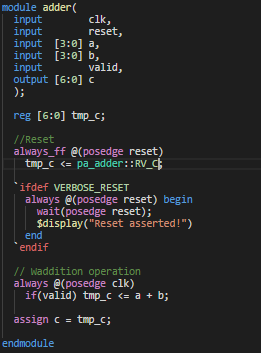 module adder(
  input        clk,
  input        reset,
  input  [3:0] a,
  input  [3:0] b,
  input        valid,
  output [6:0] c
  );

  reg [6:0] tmp_c;

  //Reset
  always_ff @(posedge reset)
    tmp_c <= pa_adder::RV_C;

  `ifdef VERBOSE_RESET
    always @(posedge reset) begin
      wait(posedge reset);
      $display("Reset asserted!")
    end
  `endif

  // Waddition operation
  always @(posedge clk)
    if(valid) tmp_c <= a + b;

  assign c = tmp_c;

endmodule